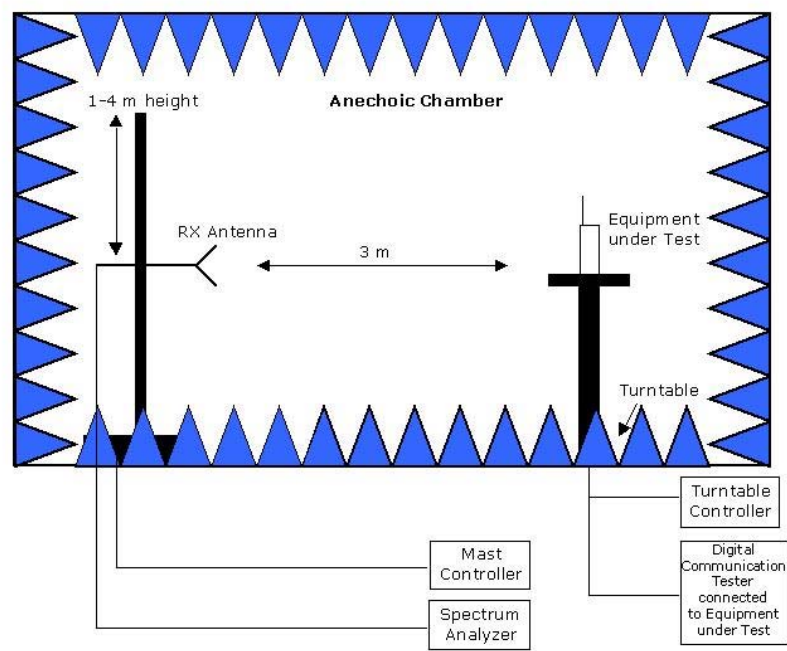 1-4 m height
Anechoic Chamber
RX Antenna
3 m
Equipment
under Test
Turntable
Turntable
Controller
Mast
Controller
Digital
Communication
Tester
connected
to Equipment
under Test
Spectrum
Analyzer